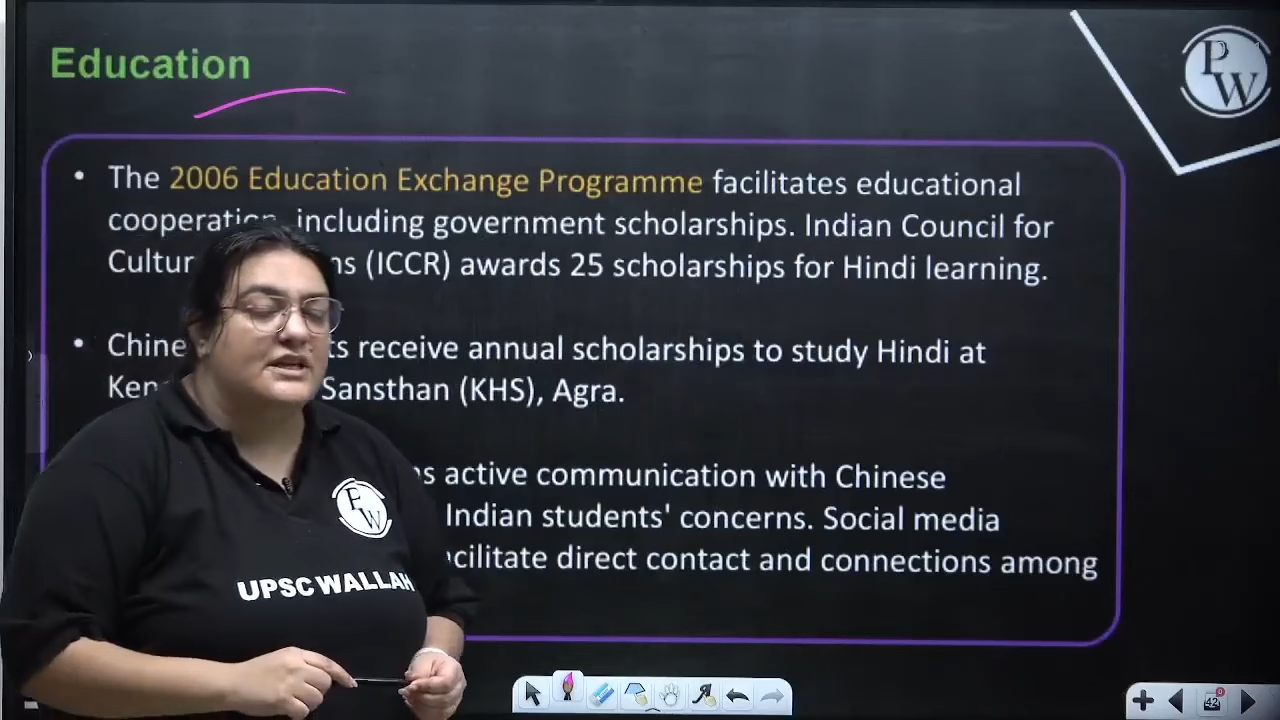 Education
P
W
The 2006 Education Exchange Programme facilitates educational
including government scholarships. Indian Council for
(ICCR) awards 25 scholarships for Hindi learning.
receive annual scholarships to study Hindi at
Sansthan (KHS), Agra.
active communication with Chinese
Indian students' concerns. Social media
direct contact and connections among
P
W
UPSC WALLAH
42